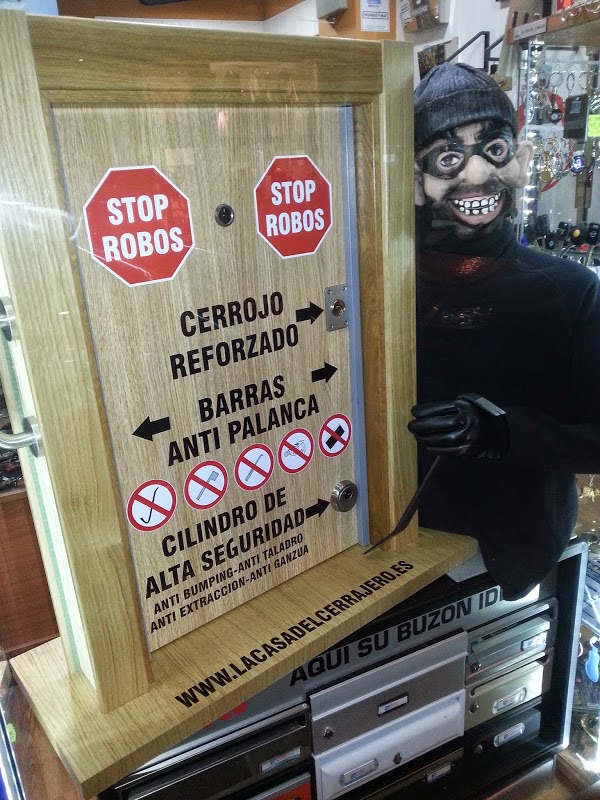 STOP
ROBOS
STOP
ROBOS
CERROJO
REFORZADO
BARRAS
ANTI PALANCA
CILINDRO DE
ALTA SEGURIDAD
ANTI BUMPING-ANTI TALADRO
ANTI EXTRACCION-ANTI GANZUA
WWW.LACASADELCERRAJERO.ES
AQUI SU BUZON